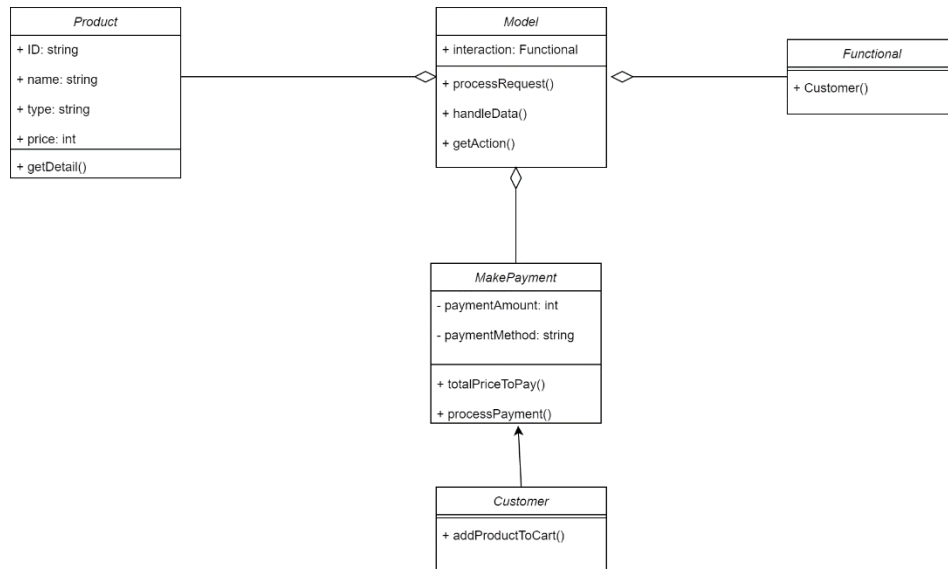 Product
+ ID: string
+ name: string
+ type: string
+ price: int
+ getDetail()
Model
+ interaction: Functional
+ processRequest()
+ handleData()
+ getAction()
Functional
+ Customer()
MakePayment
- paymentAmount: int
- paymentMethod: string
+ totalPriceToPay()
+ processPayment()
Customer
+ addProductToCart()